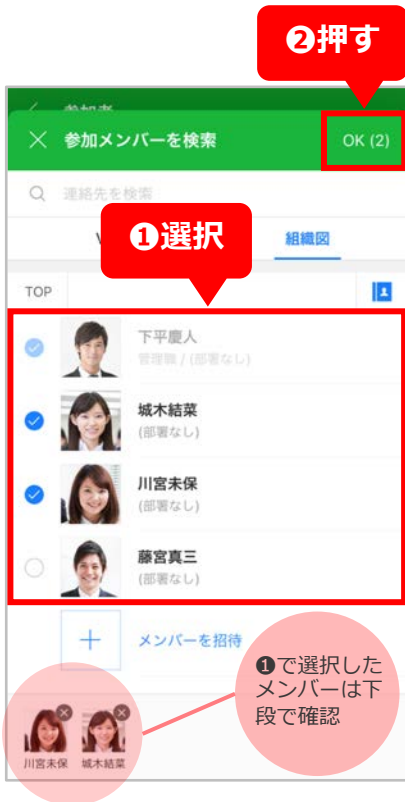 ❷押す
参加者
参加メンバーを検索
OK (2)
連絡先を検索
❶選択
組織図
TOP
下平慶人
管理職 / (部署なし)
城木結菜
(部署なし)
川宮未保
(部署なし)
藤宮真三
(部署なし)
メンバーを招待
❶で選択した
メンバーは下
段で確認
川宮未保
城木結菜